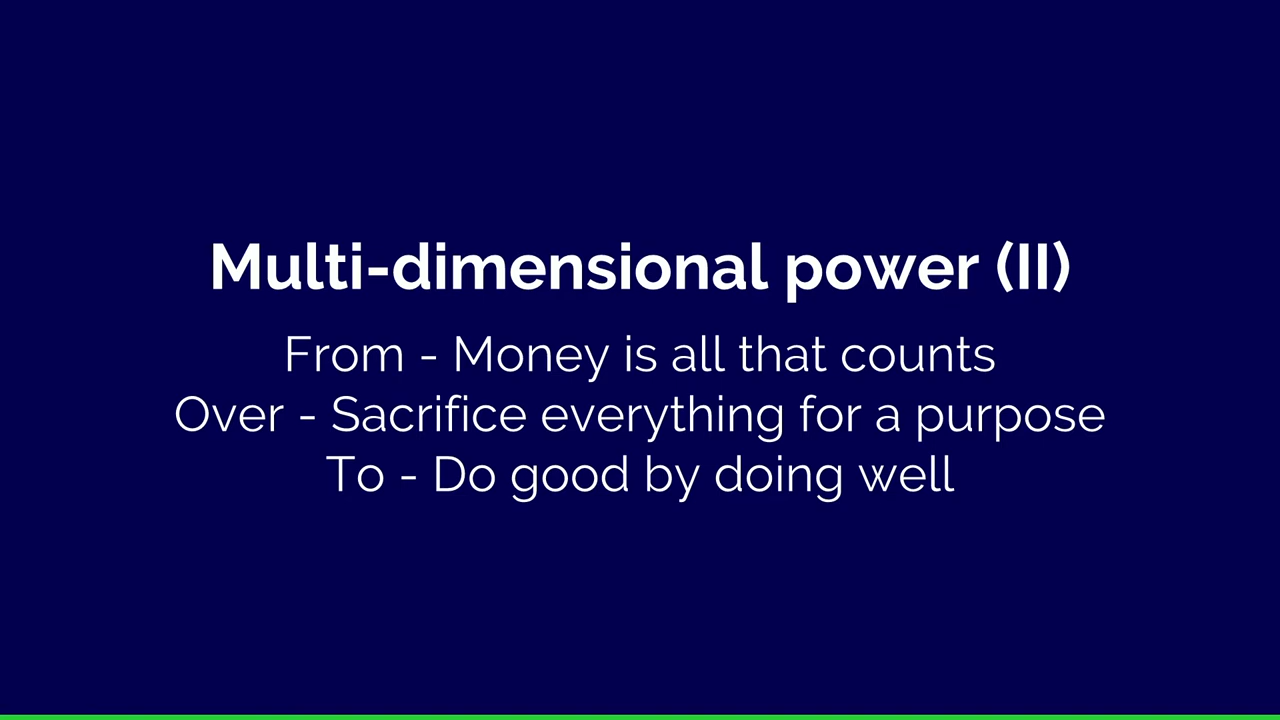 Multi-dimensional power (II)
From - Money is all that counts
Over - Sacrifice everything for a purpose
To - Do good by doing well